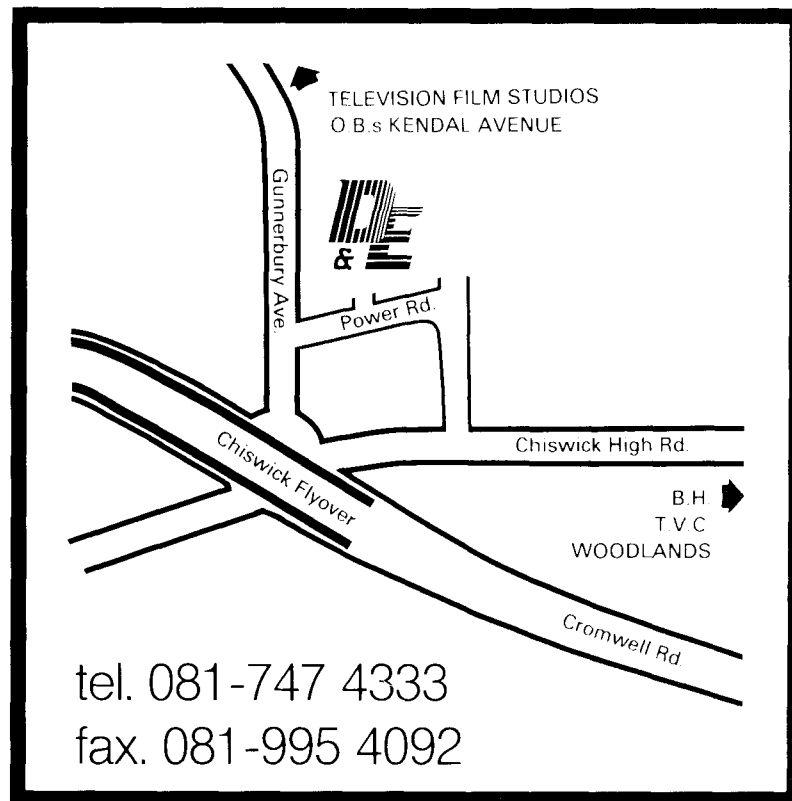 TELEVISION FILM STUDIOS
O.B.s KENDAL AVENUE
Gunnerbury Ave.
D
& E
Power Rd.
Chiswick Flyover
Chiswick High Rd.
B.H.
T.V.C
WOODLANDS
Cromwell Rd.
tel. 081-747 4333
fax. 081-995 4092